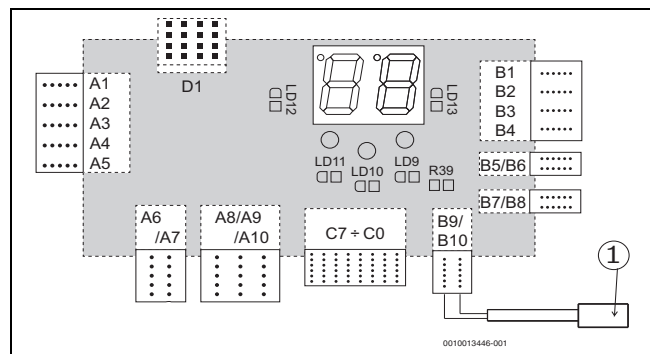 D1
A1
A2
A3
A4
A5
LD12
LD13
B1
B2
B3
B4
LD11
LD10
LD9
R39
B5/B6
B7/B8
A6
/A7
A8/A9
/A10
C7 ÷ C0
B9/
B10
1
0010013446-001